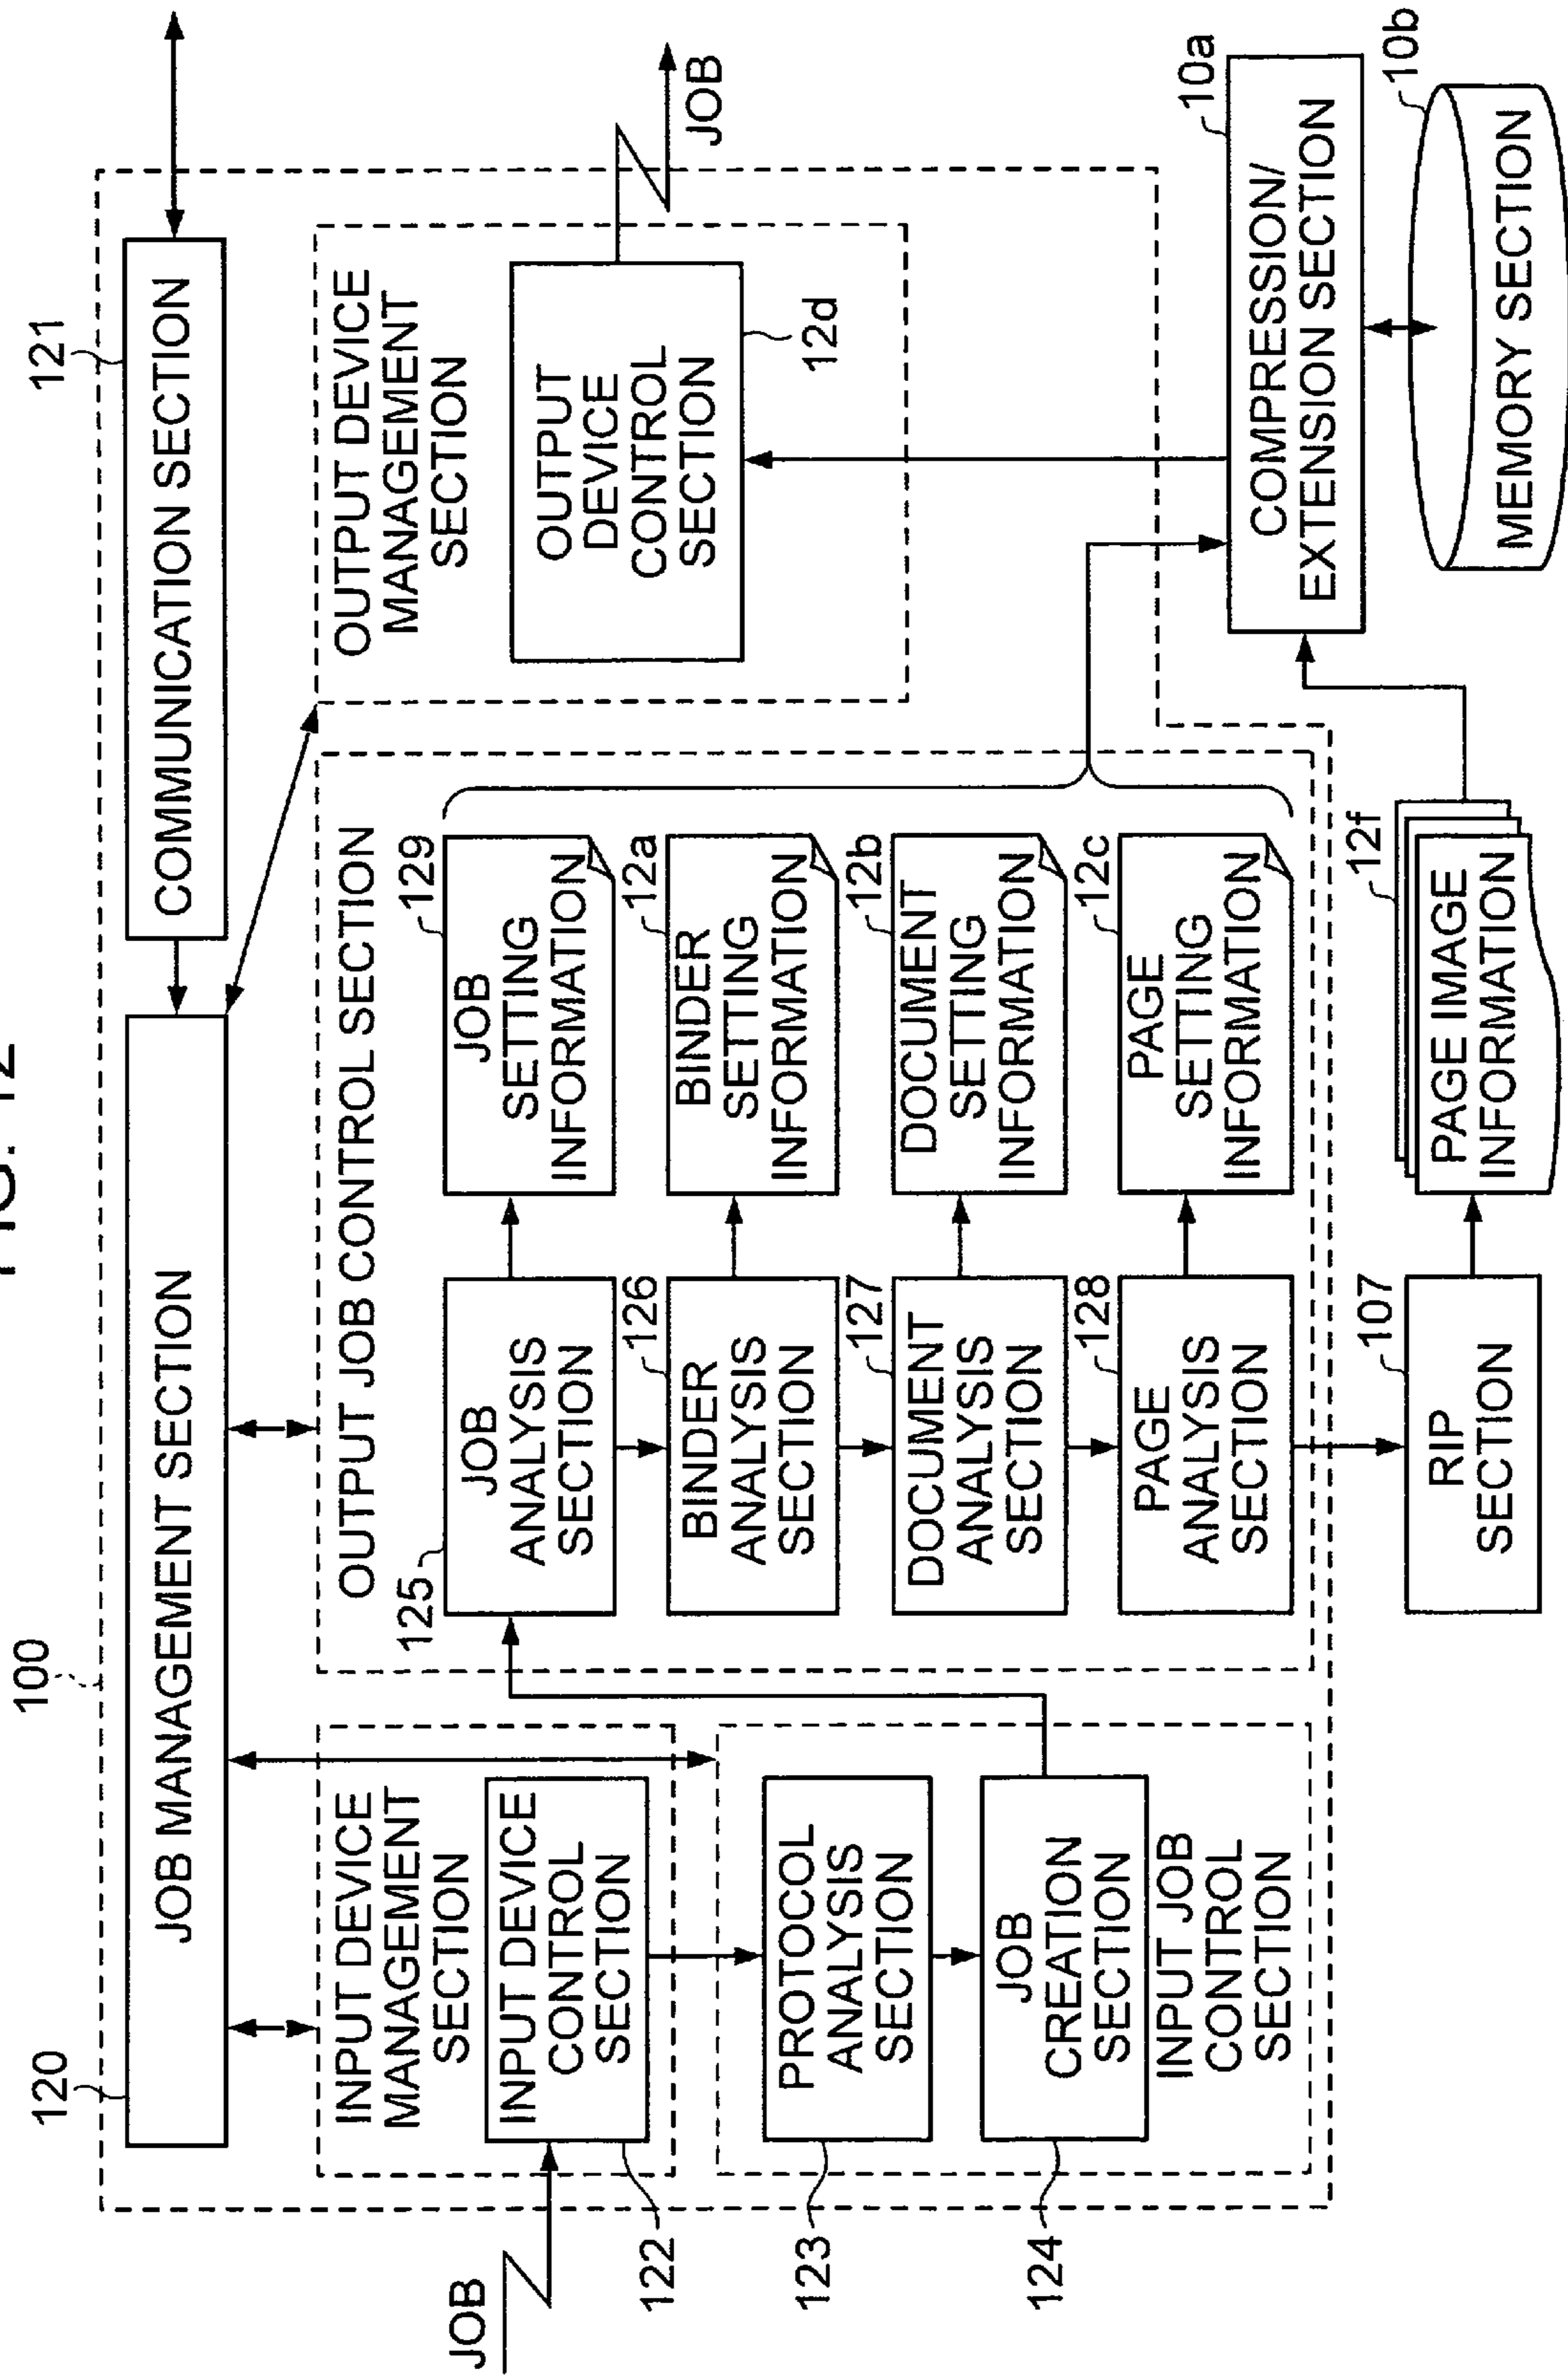 FIG. 12
100
120
JOB MANAGEMENT SECTION
121
COMMUNICATION SECTION
INPUT DEVICE
MANAGEMENT
SECTION
INPUT DEVICE
CONTROL
SECTION
JOB
122
PROTOCOL
ANALYSIS
SECTION
123
JOB
CREATION
SECTION
124
INPUT JOB
CONTROL
SECTION
OUTPUT JOB CONTROL SECTION
125
JOB
ANALYSIS
SECTION
129
JOB
SETTING
INFORMATION
126
BINDER
ANALYSIS
SECTION
12a
BINDER
SETTING
INFORMATION
127
DOCUMENT
ANALYSIS
SECTION
12b
DOCUMENT
SETTING
INFORMATION
128
PAGE
ANALYSIS
SECTION
12c
PAGE
SETTING
INFORMATION
107
RIP
SECTION
12f
PAGE IMAGE
INFORMATION
OUTPUT DEVICE
MANAGEMENT
SECTION
OUTPUT
DEVICE
CONTROL
SECTION
12d
JOB
10a
COMPRESSION/
EXTENSION SECTION
10b
MEMORY SECTION